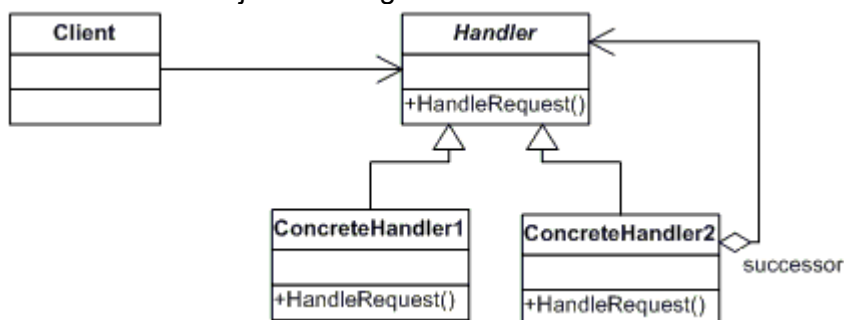 Client
Handler
+HandleRequest()
ConcreteHandler1
ConcreteHandler2
successor
+HandleRequest()
+HandleRequest()